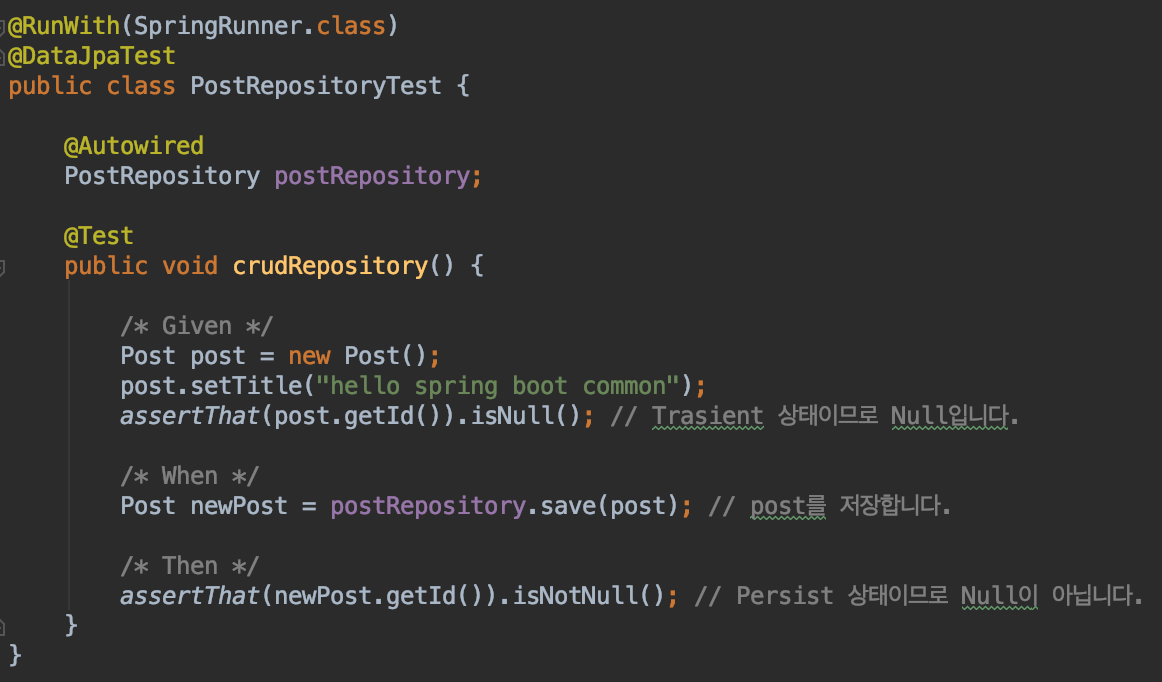 @RunWith(SpringRunner.class)
@DataJpaTest
public class PostRepositoryTest {
@Autowired
PostRepository postRepository;
@Test
public void crudRepository() {
/* Given */
Post post = new Post();
post.setTitle("hello spring boot common");
assertThat(post.getId()).isNull(); // Trasient 상태이므로 Null입니다.
/* When */
Post newPost = postRepository.save(post); // post를 저장합니다.
/* Then */
assertThat(newPost.getId()).isNotNull(); // Persist 상태이므로 Null이 아닙니다.
}
}